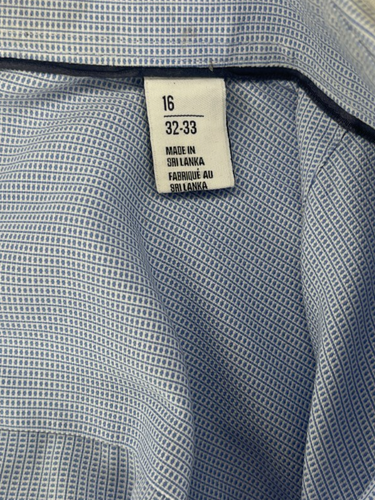 16
32-33
MADE IN
SRI LANKA
FABRIQUÉ AU
SRI LANKA